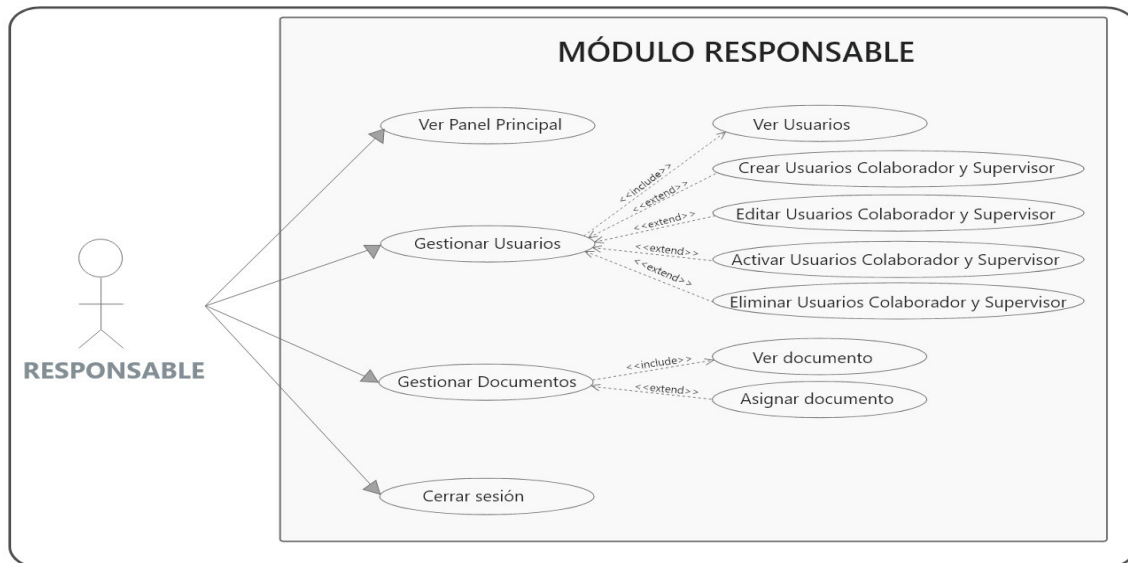 MÓDULO RESPONSABLE
Ver Panel Principal
Ver Usuarios
<<include>>
Crear Usuarios Colaborador y Supervisor
<<extend>>
Editar Usuarios Colaborador y Supervisor
<<extend>>
Gestionar Usuarios
Activar Usuarios Colaborador y Supervisor
<<extend>>
Eliminar Usuarios Colaborador y Supervisor
<<extend>>
RESPONSABLE
Gestionar Documentos
<<include>>
Ver documento
<<extend>>
Asignar documento
Cerrar sesión